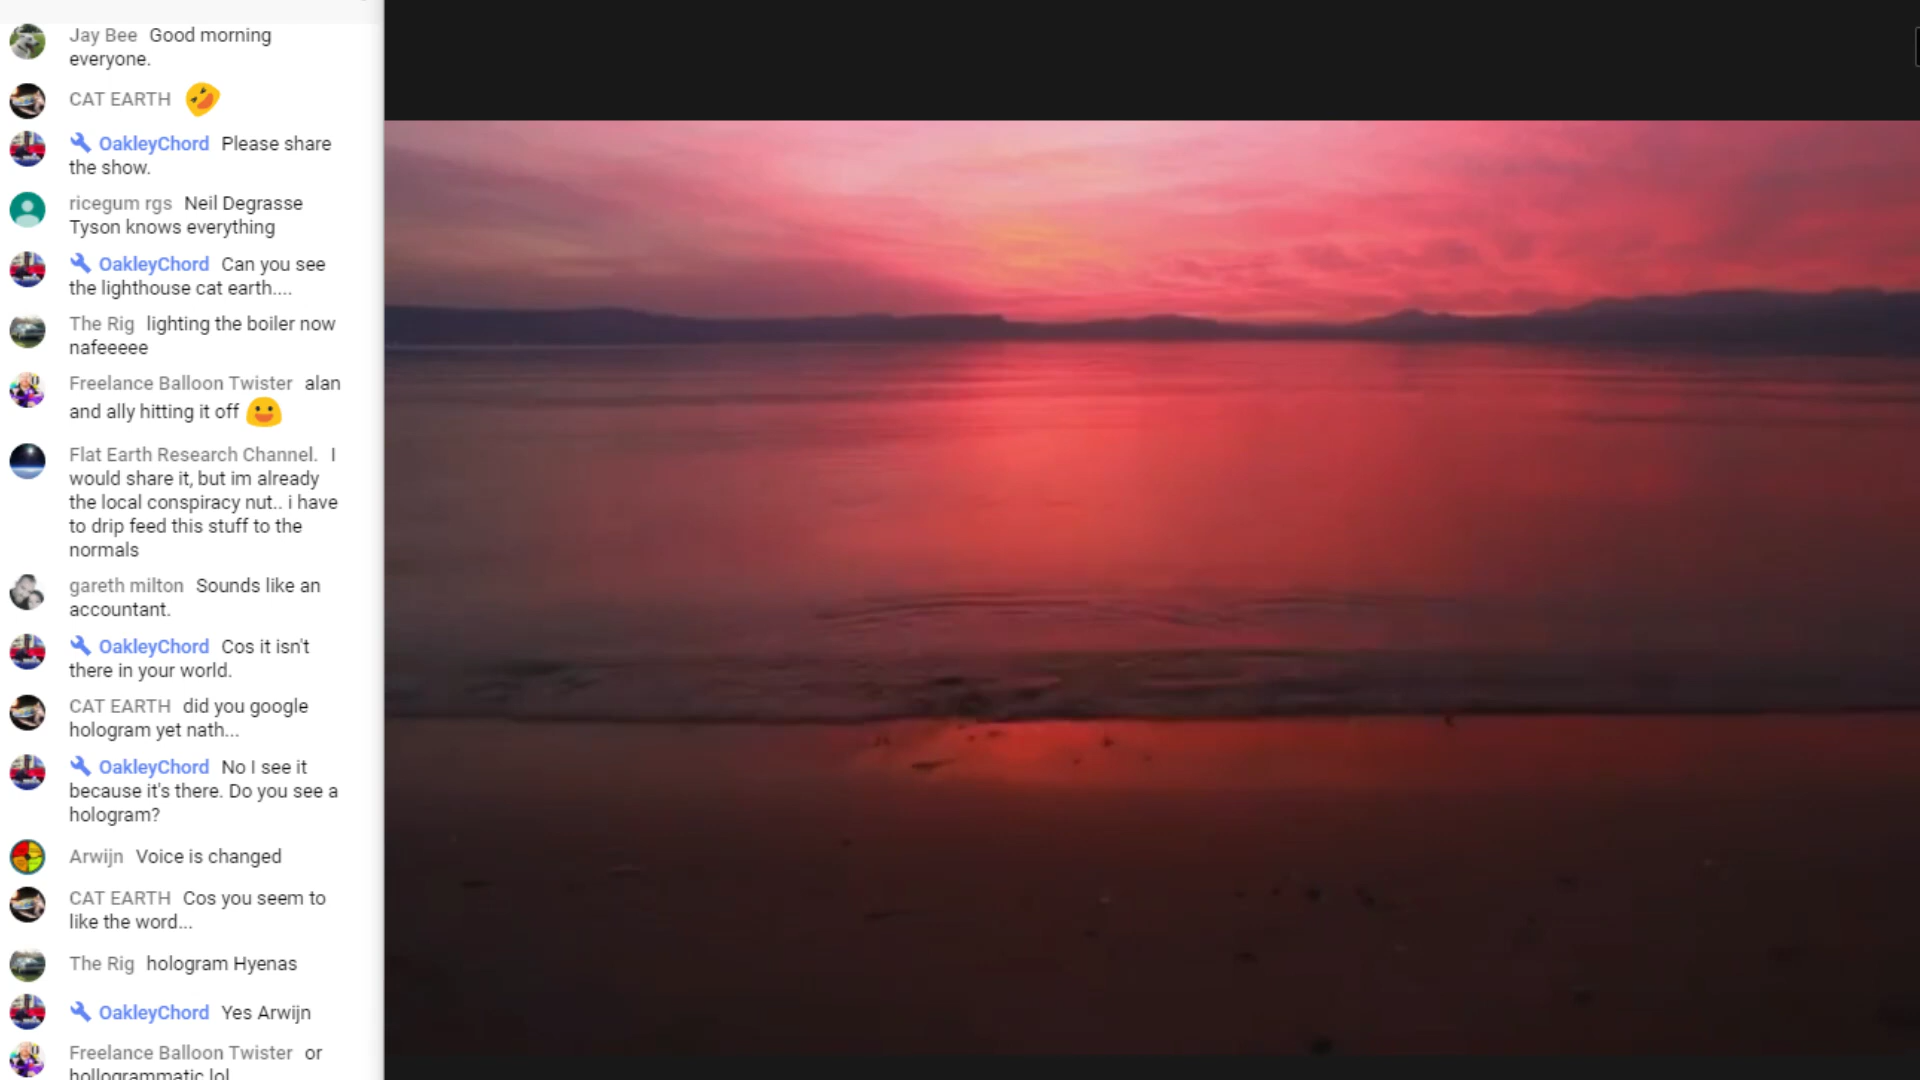 Jay Bee Good morning
everyone.
CAT EARTH
OakleyChord Please share
the show.
ricegum rgs Neil Degrasse
Tyson knows everything
OakleyChord Can you see
the lighthouse cat earth....
The Rig lighting the boiler now
nafeeeee
Freelance Balloon Twister alan
and ally hitting it off
Flat Earth Research Channel. I
would share it, but im already
the local conspiracy nut.. i have
to drip feed this stuff to the
normals
gareth milton Sounds like an
accountant.
OakleyChord Cos it isn't
there in your world.
CAT EARTH did you google
hologram yet nath...
OakleyChord No I see it
because it's there. Do you see a
hologram?
Arwijn Voice is changed
CAT EARTH Cos you seem to
like the word...
The Rig hologram Hyenas
OakleyChord Yes Arwijn
Freelance Balloon Twister or
hollogrammatic lol